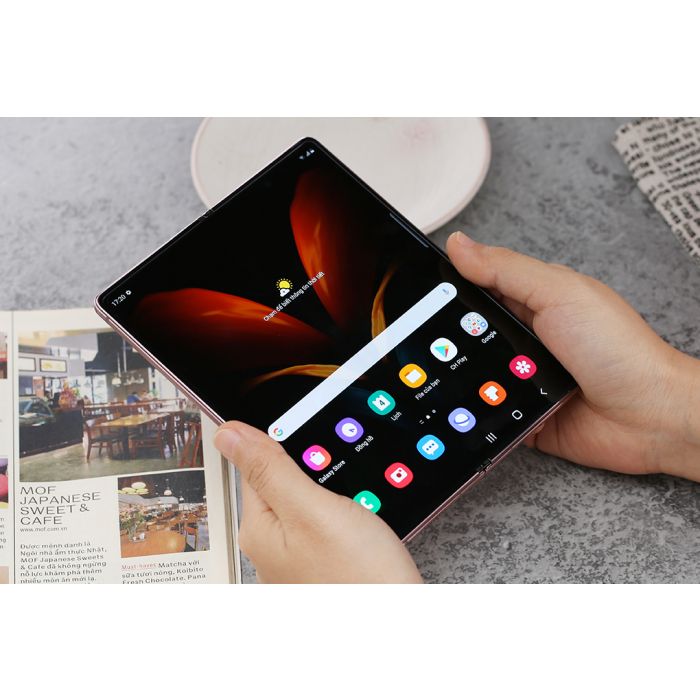 17:20
Chạm để biết thông tin thời tiết
G
Galaxy Store
Đồng hồ
4
Lịch
File của bạn
CH Play
Google
MOF
JAPANESE
SWEET &
CAFE
www.mof.com.vn
Được mệnh danh là
Ngôi nhà ẩm thực Nhật,
MOF Japanese Sweets
& Cafe đã không ngừng
nỗ lực khám phá thêm
nhiều món ăn mới lạ.
Must-haves Matcha với
sữa tươi nóng, Kolbito
Fresh Chocolate, Pana